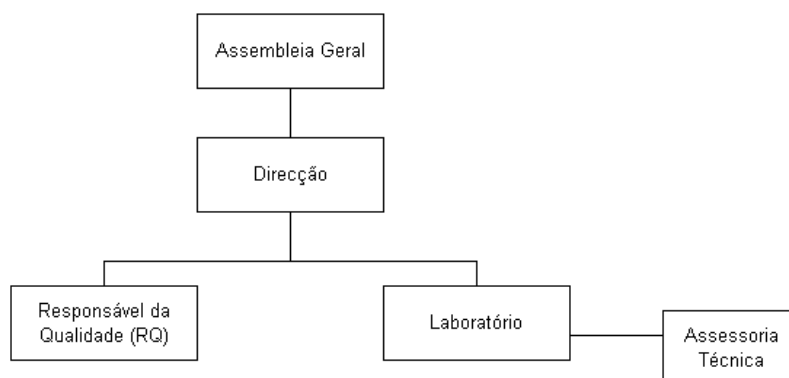 Assembleia Geral
Direcção
Responsável da
Qualidade (RQ)
Laboratório
Assessoria
Técnica